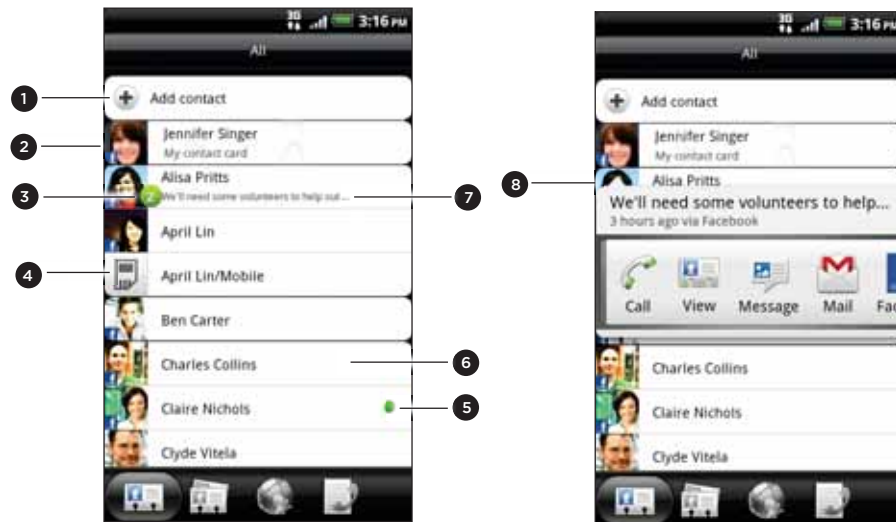 3G 3:16 PM
All
1
Add contact
2
Jennifer Singer
My contact card
3
Alisa Pritts
2
We'll need some volunteers to help out ...
7
April Lin
4
April Lin/Mobile
Ben Carter
Charles Collins
6
Claire Nichols
5
Clyde Vitela
3G 3:16 PM
All
Add contact
Jennifer Singer
My contact card
8
Alisa Pritts
We'll need some volunteers to help...
3 hours ago via Facebook
Call View Message Mail Fac
Charles Collins
Claire Nichols
Clyde Vitela